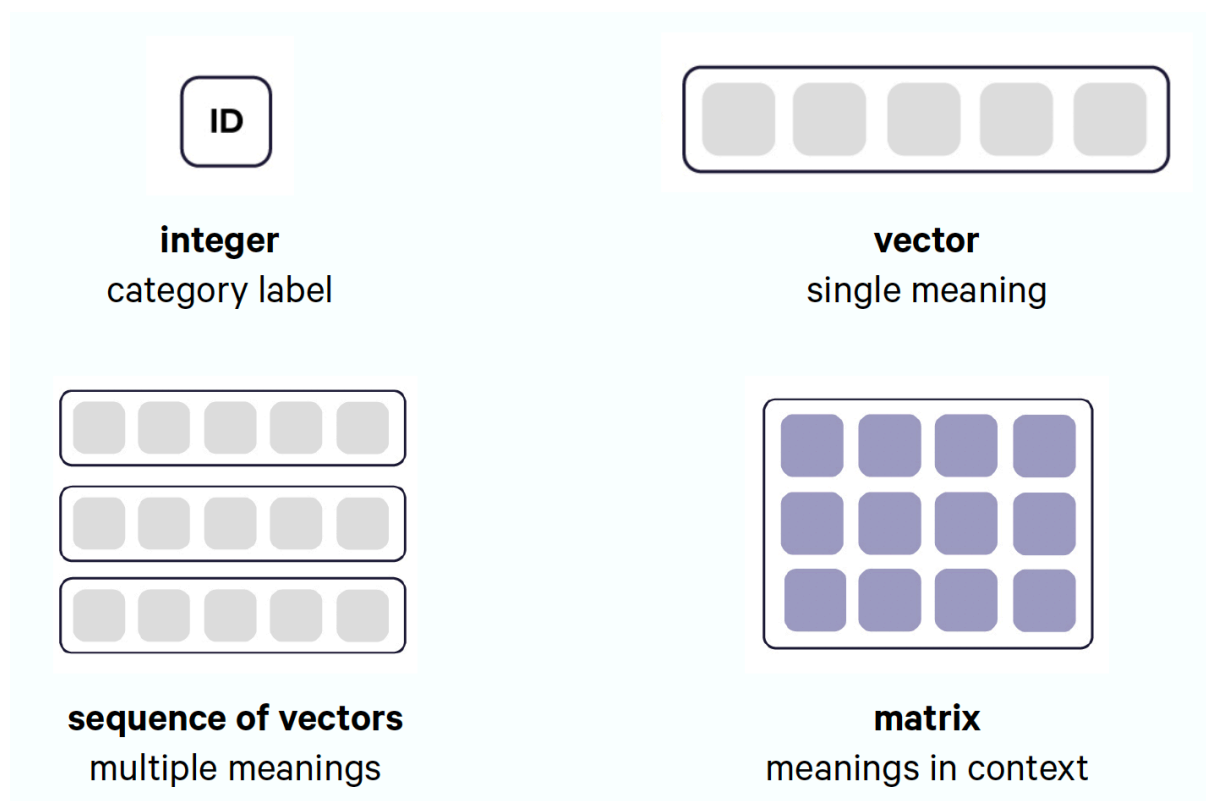 ID
integer
category label
vector
single meaning
sequence of vectors
multiple meanings
matrix
meanings in context